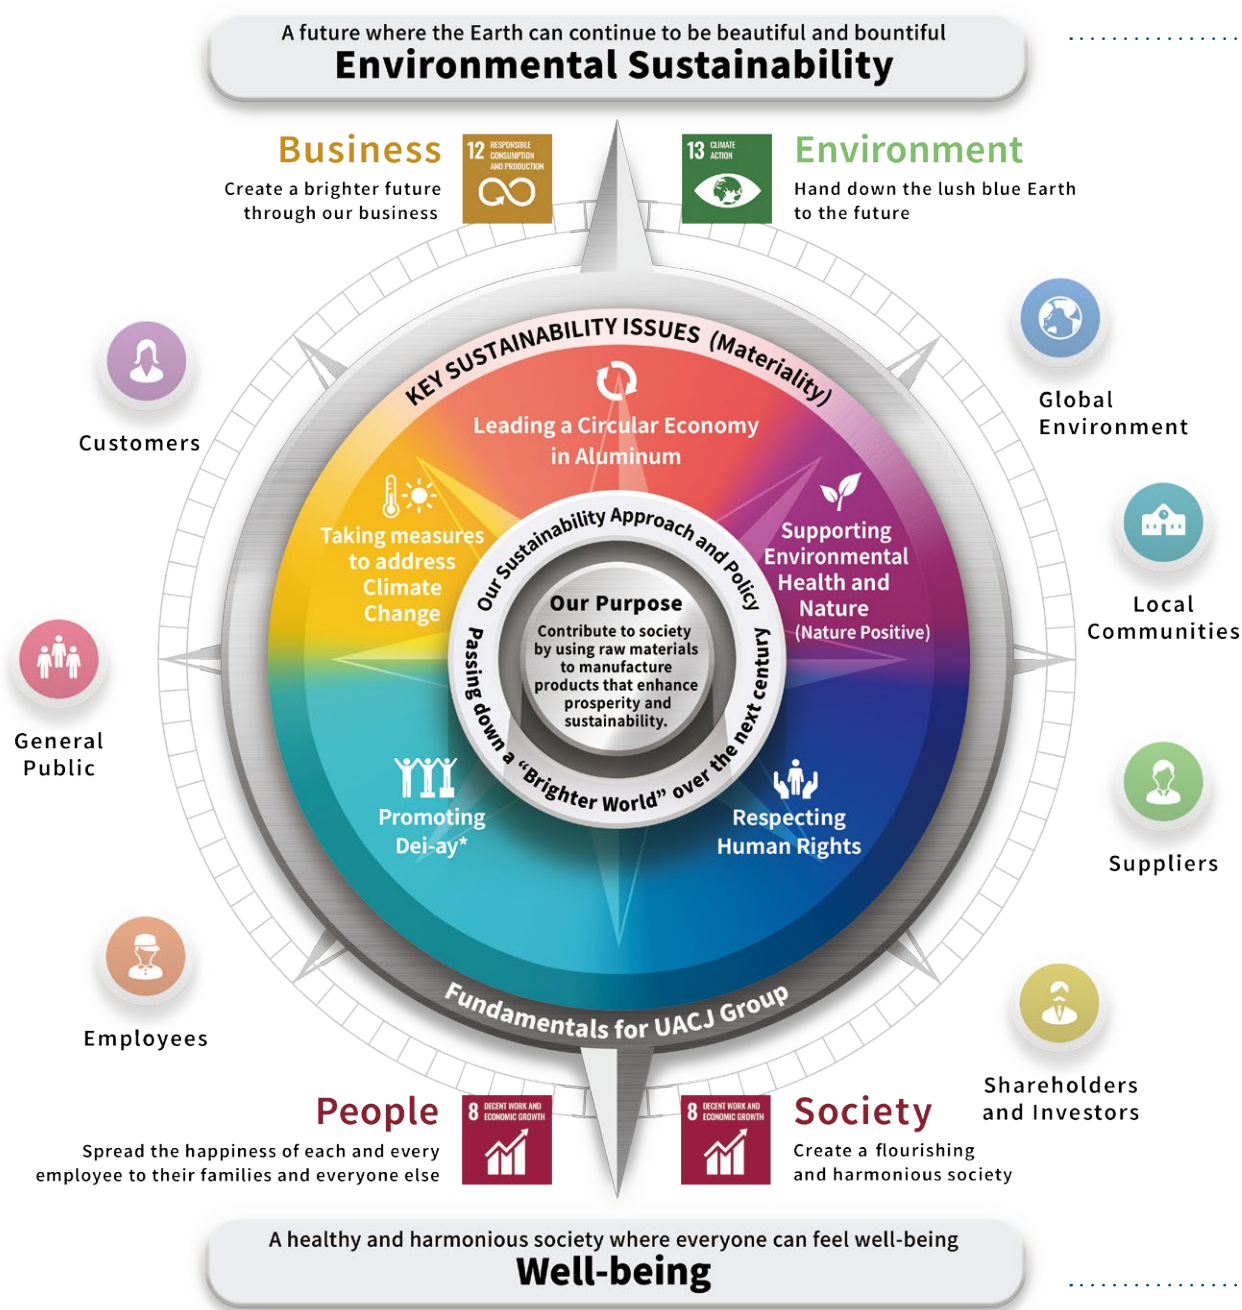 A future where the Earth can continue to be beautiful and bountiful
Environmental Sustainability
Business
Create a brighter future
through our business
12 RESPONSIBLE
CONSUMPTION
AND PRODUCTION
13 CLIMATE
ACTION
Environment
Hand down the lush blue Earth
to the future
KEY SUSTAINABILITY ISSUES (Materiality)
Leading a Circular Economy
in Aluminum
Taking measures
to address
Climate
Change
Supporting
Environmental
Health and
Nature
(Nature Positive)
Our Sustainability Approach and Policy
Our Purpose
Contribute to society
by using raw materials
to manufacture
products that enhance
prosperity and
sustainability.
Passing down a “Brighter World” over the next century
Promoting
Dei-ay*
Respecting
Human Rights
Fundamentals for UACJ Group
Customers
General
Public
Employees
Global
Environment
Local
Communities
Suppliers
Shareholders
and Investors
People
Spread the happiness of each and every
employee to their families and everyone else
8 DECENT WORK AND
ECONOMIC GROWTH
8 DECENT WORK AND
ECONOMIC GROWTH
Society
Create a flourishing
and harmonious society
A healthy and harmonious society where everyone can feel well-being
Well-being